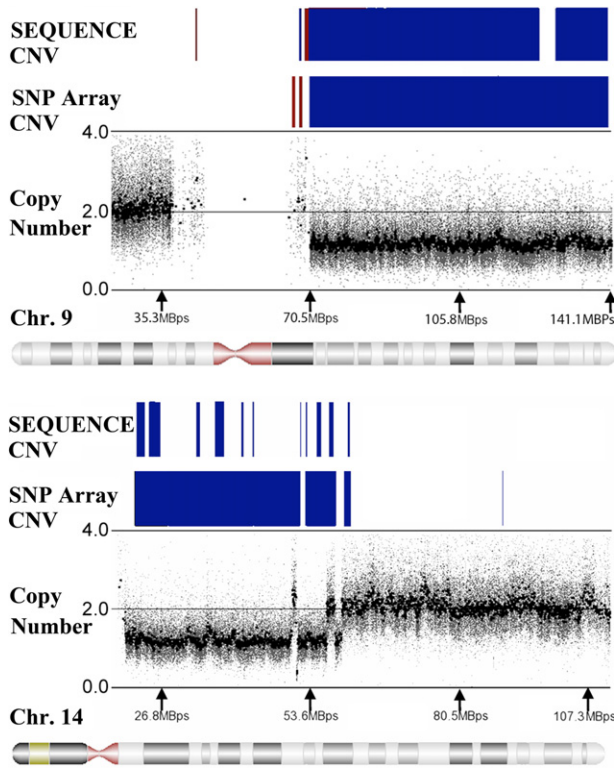 SEQUENCE
CNV
SNP Array
CNV
4.0
Copy
2.0
Number
0.0
Chr. 9
35.3MBps 70.5MBps 105.8MBps 141.1MBPs
SEQUENCE
CNV
SNP Array
CNV
4.0
Copy
2.0
Number
0.0
Chr. 14
26.8MBps 53.6MBps 80.5MBps 107.3MBps